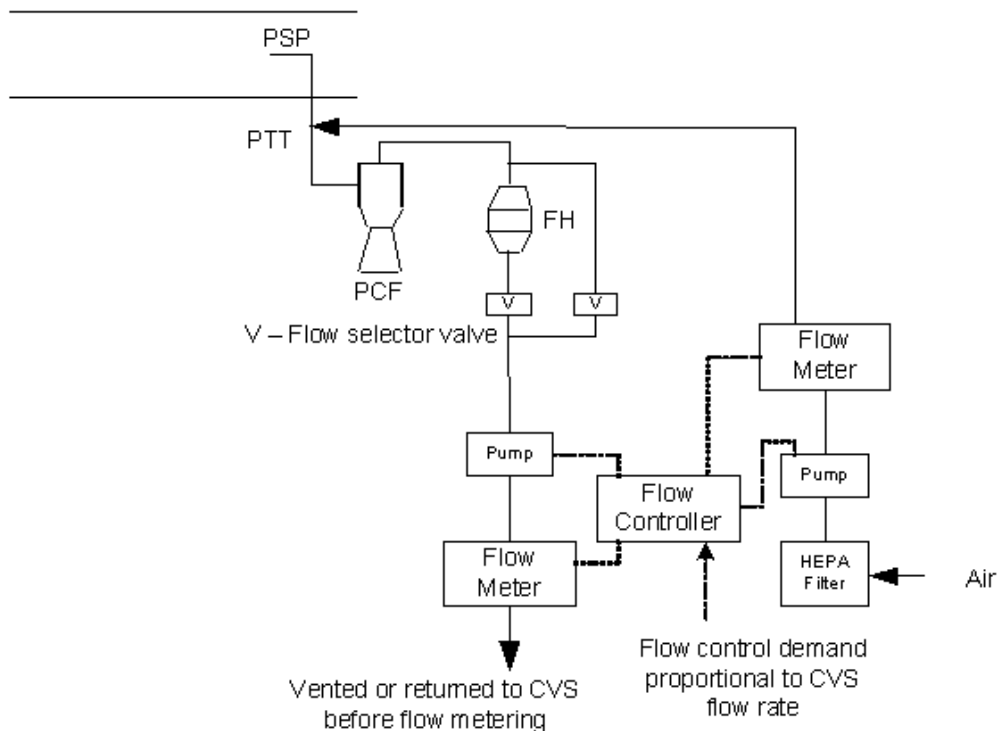 PSP
PTT
FH
PCF
V
V
V – Flow selector valve
Flow
Meter
Pump
Flow
Controller
Pump
Flow
Meter
HEPA
Filter
Air
Vented or returned to CVS
before flow metering
Flow control demand
proportional to CVS
flow rate